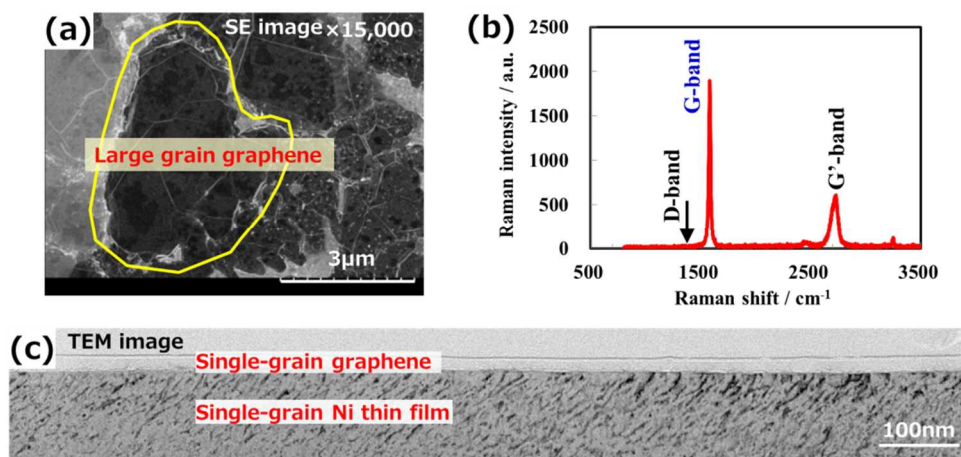 (a)
SE image×15,000
Large grain graphene
3μm
(b)
2500
2000
1500
1000
500
0
Raman intensity / a.u.
G-band
D-band
G’-band
500 1500 2500 3500
Raman shift / cm-1
(c)
TEM image
Single-grain graphene
Single-grain Ni thin film
100nm